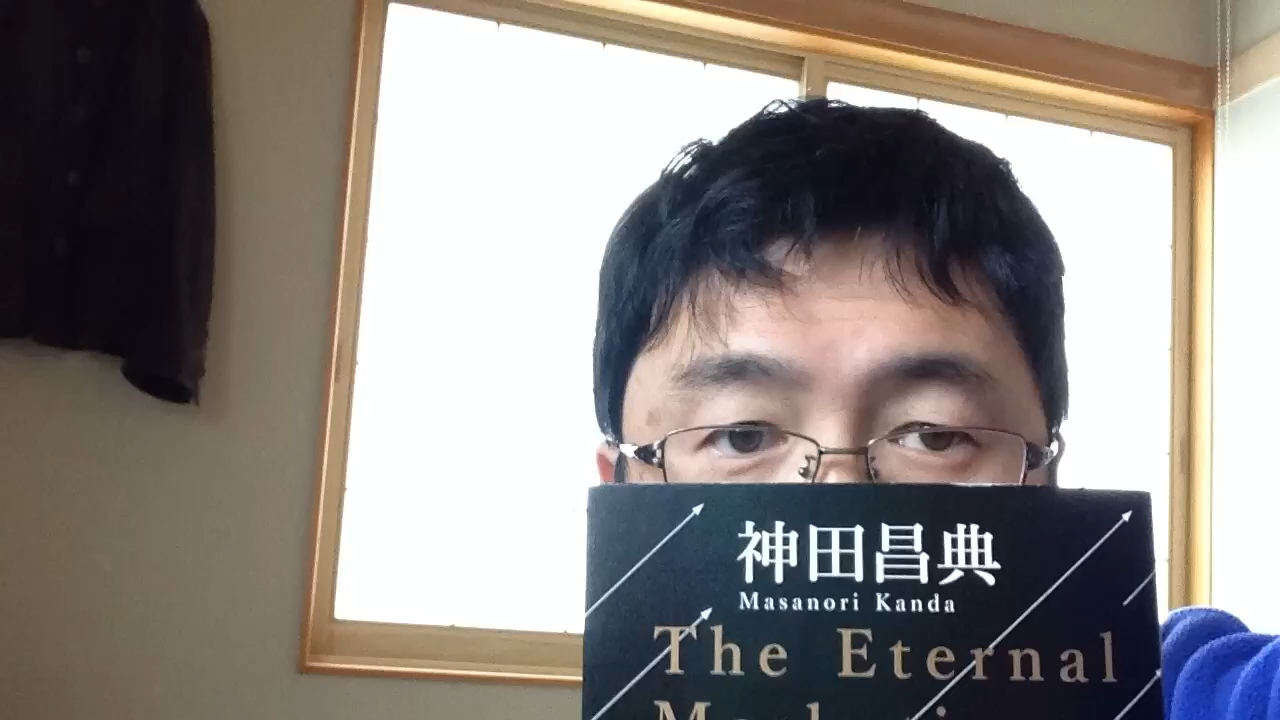 神田昌典
Masanori Kanda
The Eternal